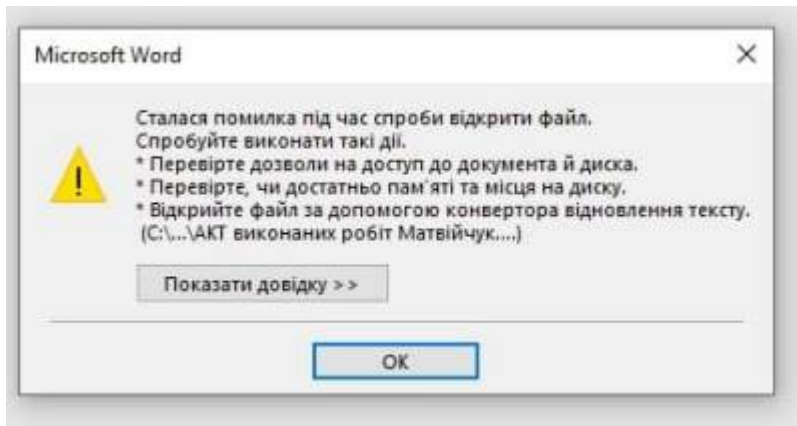 Microsoft Word
Сталася помилка під час спроби відкрити файл.
Спробуйте виконати такі дії.
* Перевірте дозволи на доступ до документа й диска.
* Перевірте, чи достатньо пам'яті та місця на диску.
* Відкрийте файл за допомогою конвертора відновлення тексту.
(C:\...\АКТ виконаних робіт Матвійчук....)
Показати довідку >>
ОК